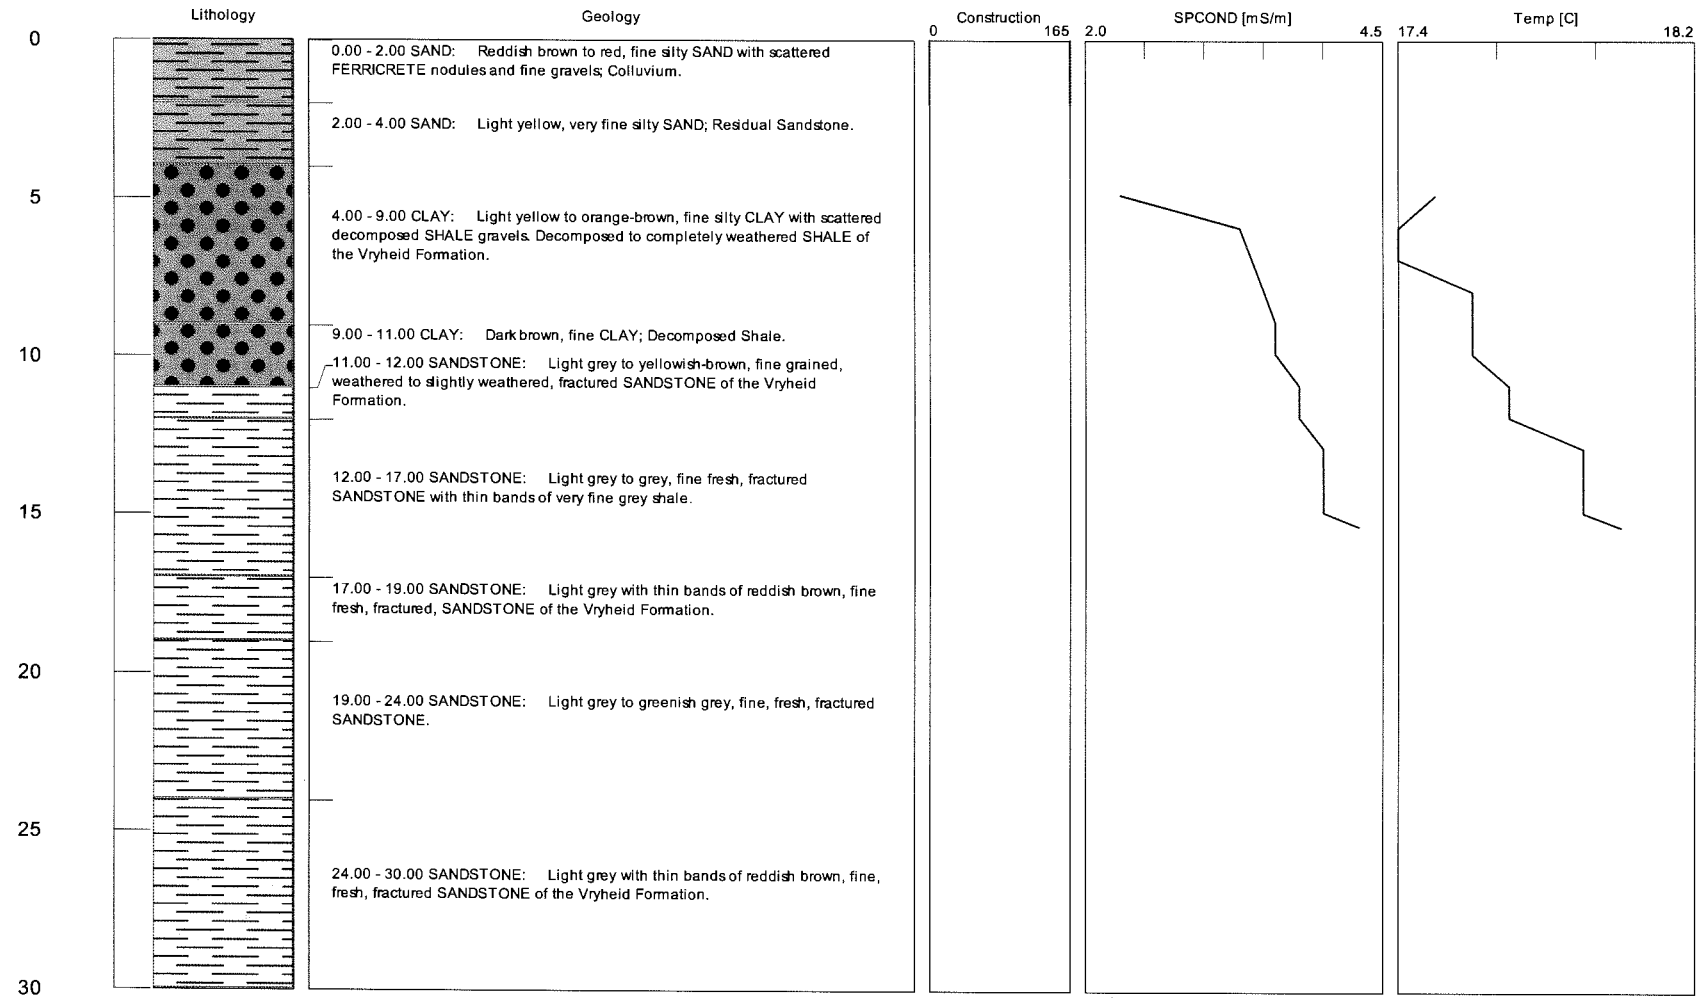 Lithology
Geology
Construction
SPCOND [mS/m]
Temp [C]
0
165
2.0
4.5
17.4
18.2
0
0.00 - 2.00 SAND: Reddish brown to red, fine silty SAND with scattered
FERRICRETE nodules and fine gravels; Colluvium.
2.00 - 4.00 SAND: Light yellow, very fine silty SAND; Residual Sandstone.
5
4.00 - 9.00 CLAY: Light yellow to orange-brown, fine silty CLAY with scattered
decomposed SHALE gravels. Decomposed to completely weathered SHALE of
the Vryheid Formation.
9.00 - 11.00 CLAY: Dark brown, fine CLAY; Decomposed Shale.
10
11.00 - 12.00 SANDSTONE: Light grey to yellowish-brown, fine grained,
weathered to slightly weathered, fractured SANDSTONE of the Vryheid
Formation.
12.00 - 17.00 SANDSTONE: Light grey to grey, fine fresh, fractured
SANDSTONE with thin bands of very fine grey shale.
15
17.00 - 19.00 SANDSTONE: Light grey with thin bands of reddish brown, fine
fresh, fractured, SANDSTONE of the Vryheid Formation.
20
19.00 - 24.00 SANDSTONE: Light grey to greenish grey, fine, fresh, fractured
SANDSTONE.
25
24.00 - 30.00 SANDSTONE: Light grey with thin bands of reddish brown, fine,
fresh, fractured SANDSTONE of the Vryheid Formation.
30